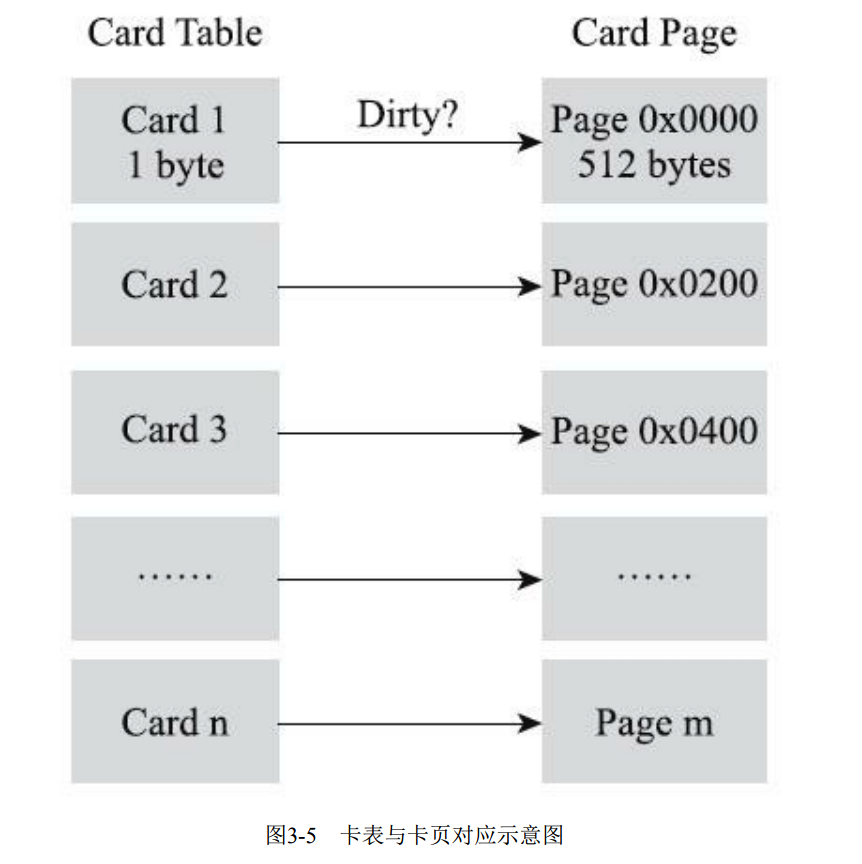 Card Table
Card Page
Card 1
1 byte
Dirty?
Page 0x0000
512 bytes
Card 2
Page 0x0200
Card 3
Page 0x0400
······
······
Card n
Page m
图3-5 卡表与卡页对应示意图